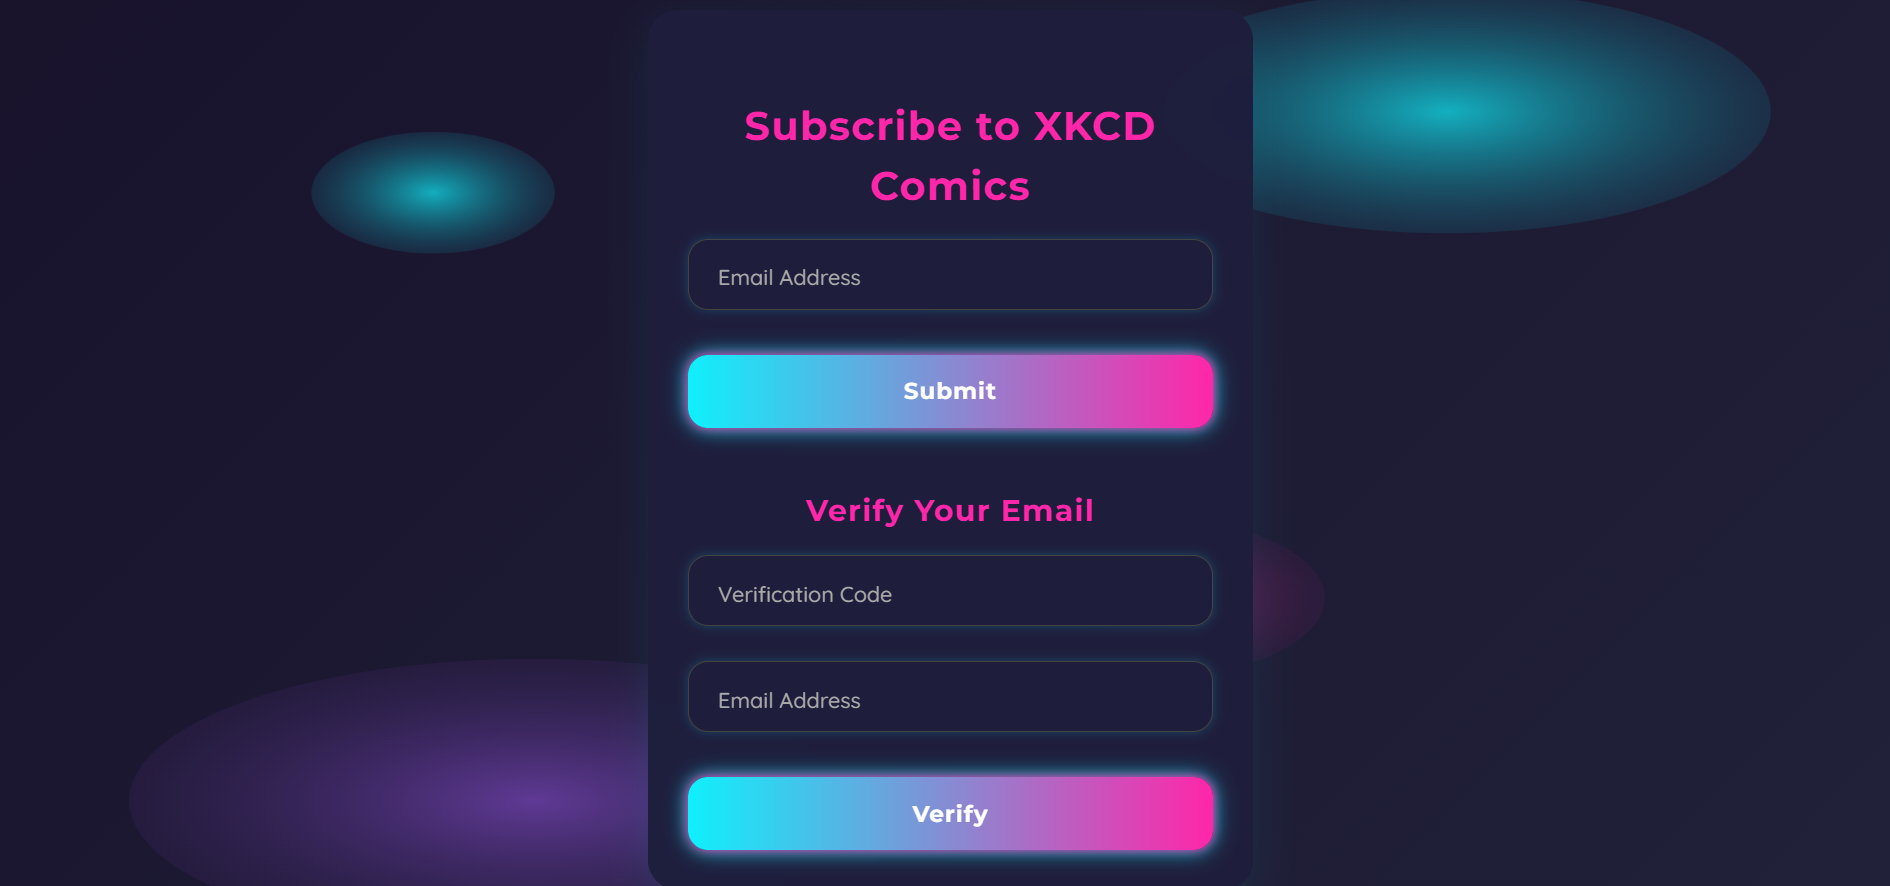 Subscribe to XKCD
Comics
Email Address
Submit
Verify Your Email
Verification Code
Email Address
Verify